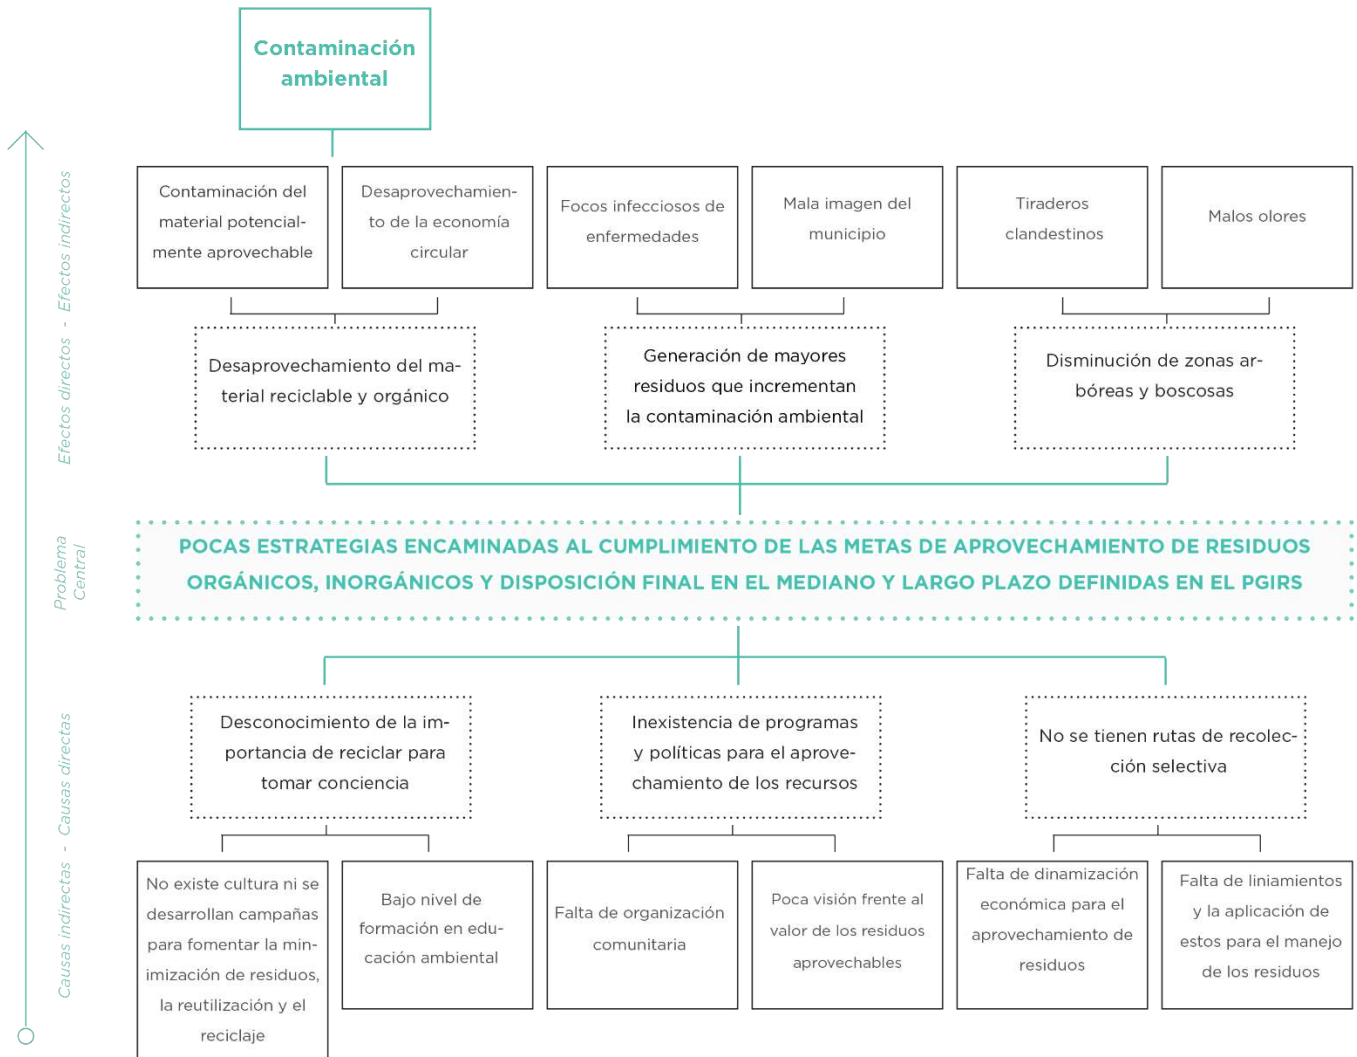 Contaminación
ambiental
Efectos directos - Efectos indirectos
Contaminación del
material potencial-
mente aprovechable
Desaprovechamien-
to de la economía
circular
Focos infecciosos de
enfermedades
Mala imagen del
municipio
Tiraderos
clandestinos
Malos olores
Desaprovechamiento del ma-
terial reciclable y orgánico
Generación de mayores
residuos que incrementan
la contaminación ambiental
Disminución de zonas ar-
bóreas y boscosas
Problema
Central
POCAS ESTRATEGIAS ENCAMINADAS AL CUMPLIMIENTO DE LAS METAS DE APROVECHAMIENTO DE RESIDUOS
ORGÁNICOS, INORGÁNICOS Y DISPOSICIÓN FINAL EN EL MEDIANO Y LARGO PLAZO DEFINIDAS EN EL PGIRS
Causas indirectas - Causas directas
Desconocimiento de la im-
portancia de reciclar para
tomar conciencia
Inexistencia de programas
y políticas para el aprove-
chamiento de los recursos
No se tienen rutas de recolec-
ción selectiva
No existe cultura ni se
desarrollan campañas
para fomentar la min-
imización de residuos,
la reutilización y el
reciclaje
Bajo nivel de
formación en edu-
cación ambiental
Falta de organización
comunitaria
Poca visión frente al
valor de los residuos
aprovechables
Falta de dinamización
económica para el
aprovechamiento de
residuos
Falta de liniamientos
y la aplicación de
estos para el manejo
de los residuos